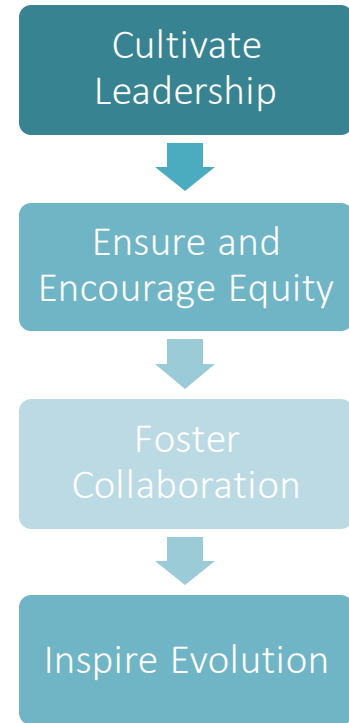 Cultivate
Leadership
Ensure and
Encourage Equity
Foster
Collaboration
Inspire Evolution